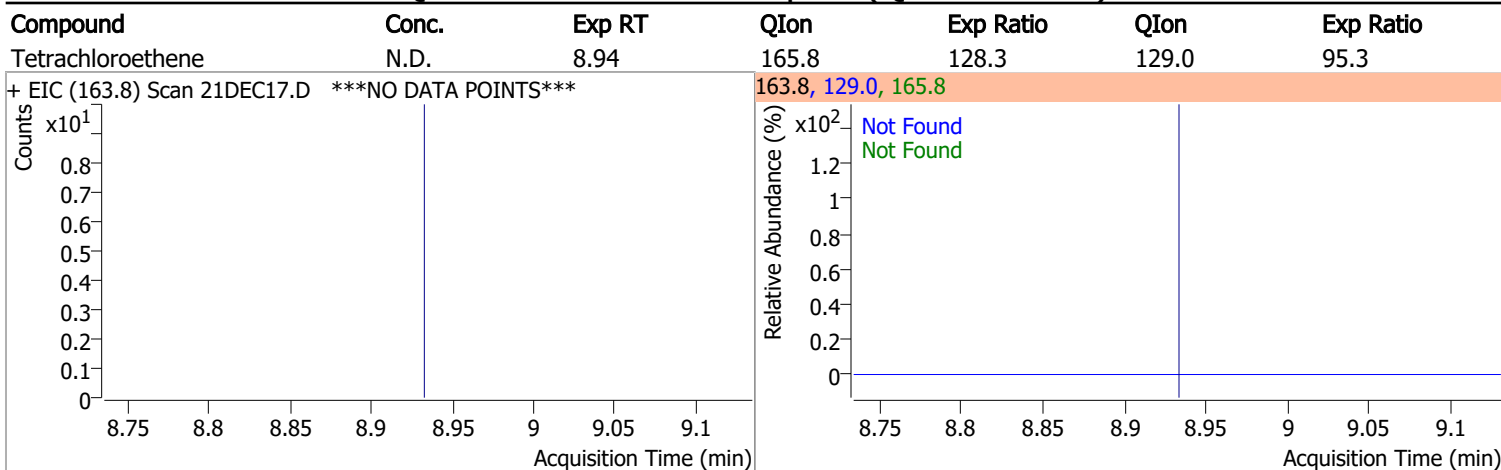 Compound Conc. Exp RT QIon Exp Ratio QIon Exp Ratio
Tetrachloroethene N.D. 8.94 165.8 128.3 129.0 95.3
+ EIC (163.8) Scan 21DEC17.D ***NO DATA POINTS***
Counts
x10¹
0.8
0.7
0.6
0.5
0.4
0.3
0.2
0.1
0
8.75 8.8 8.85 8.9 8.95 9 9.05 9.1
Acquisition Time (min)
163.8, 129.0, 165.8
Relative Abundance (%)
x10²
Not Found
Not Found
1.2
1
0.8
0.6
0.4
0.2
0
8.75 8.8 8.85 8.9 8.95 9 9.05 9.1
Acquisition Time (min)